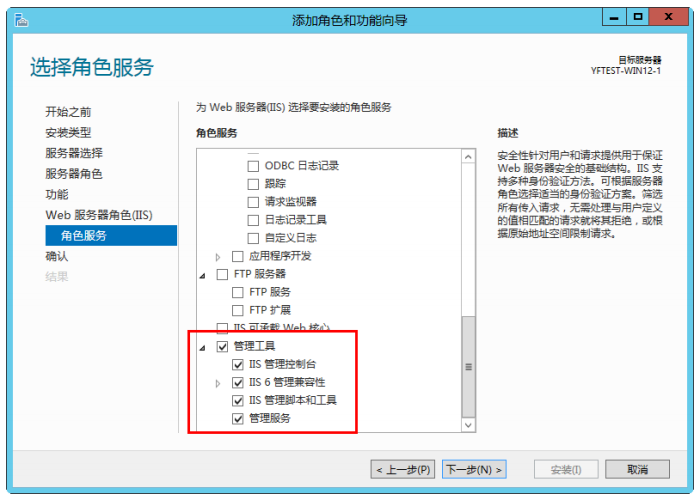 添加角色和功能向导
选择角色服务
目标服务器
YFTEST-WIN12-1
开始之前
安装类型
服务器选择
服务器角色
功能
Web 服务器角色(IIS)
角色服务
确认
结果
为 Web 服务器(IIS) 选择要安装的角色服务
角色服务
ODBC 日志记录
跟踪
请求监视器
日志记录工具
自定义日志
应用程序开发
FTP 服务器
FTP 服务
FTP 扩展
IIS 可承载 Web 核心
管理工具
IIS 管理控制台
IIS 6 管理兼容性
IIS 管理脚本和工具
管理服务
描述
安全性针对用户和请求提供用于保证
Web 服务器安全的基础结构。IIS 支
持多种身份验证方法。可根据服务器
角色选择适当的身份验证方案。筛选
所有传入请求，无需处理与用户定义
的值相匹配的请求就将其拒绝，或根
据原始地址空间限制请求。
< 上一步(P)
下一步(N) >
安装(I)
取消